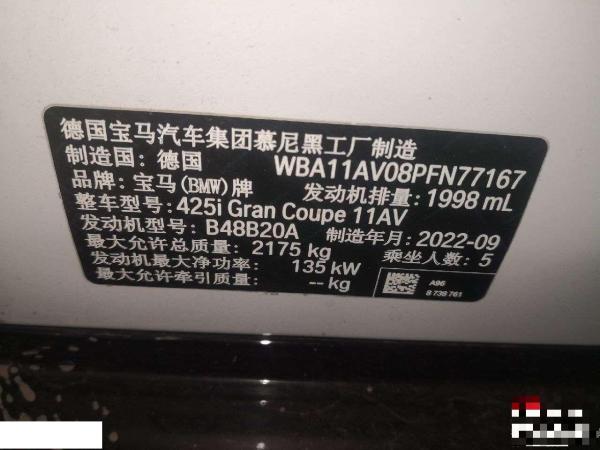 德国宝马汽车集团慕尼黑工厂制造
制造国: 德国 WBA11AV08PFN77167
品牌: 宝马(BMW)牌 发动机排量: 1998 mL
整车型号: 425i Gran Coupe 11AV
发动机型号: B48B20A 制造年月: 2022-09
最大允许总质量: 2175 kg 乘坐人数: 5
发动机最大净功率: 135 kW
最大允许牵引质量: -- kg
A96
8 738 761